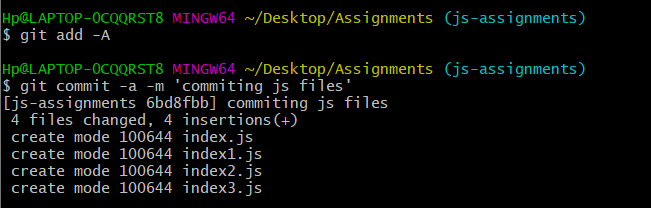 Hp@LAPTOP-OCQQRST8 MINGW64 ~/Desktop/Assignments (js-assignments)
$ git add -A
Hp@LAPTOP-OCQQRST8 MINGW64 ~/Desktop/Assignments (js-assignments)
$ git commit -a -m 'commiting js files'
[js-assignments 6bd8fbb] commiting js files
 4 files changed, 4 insertions(+)
 create mode 100644 index.js
 create mode 100644 index1.js
 create mode 100644 index2.js
 create mode 100644 index3.js